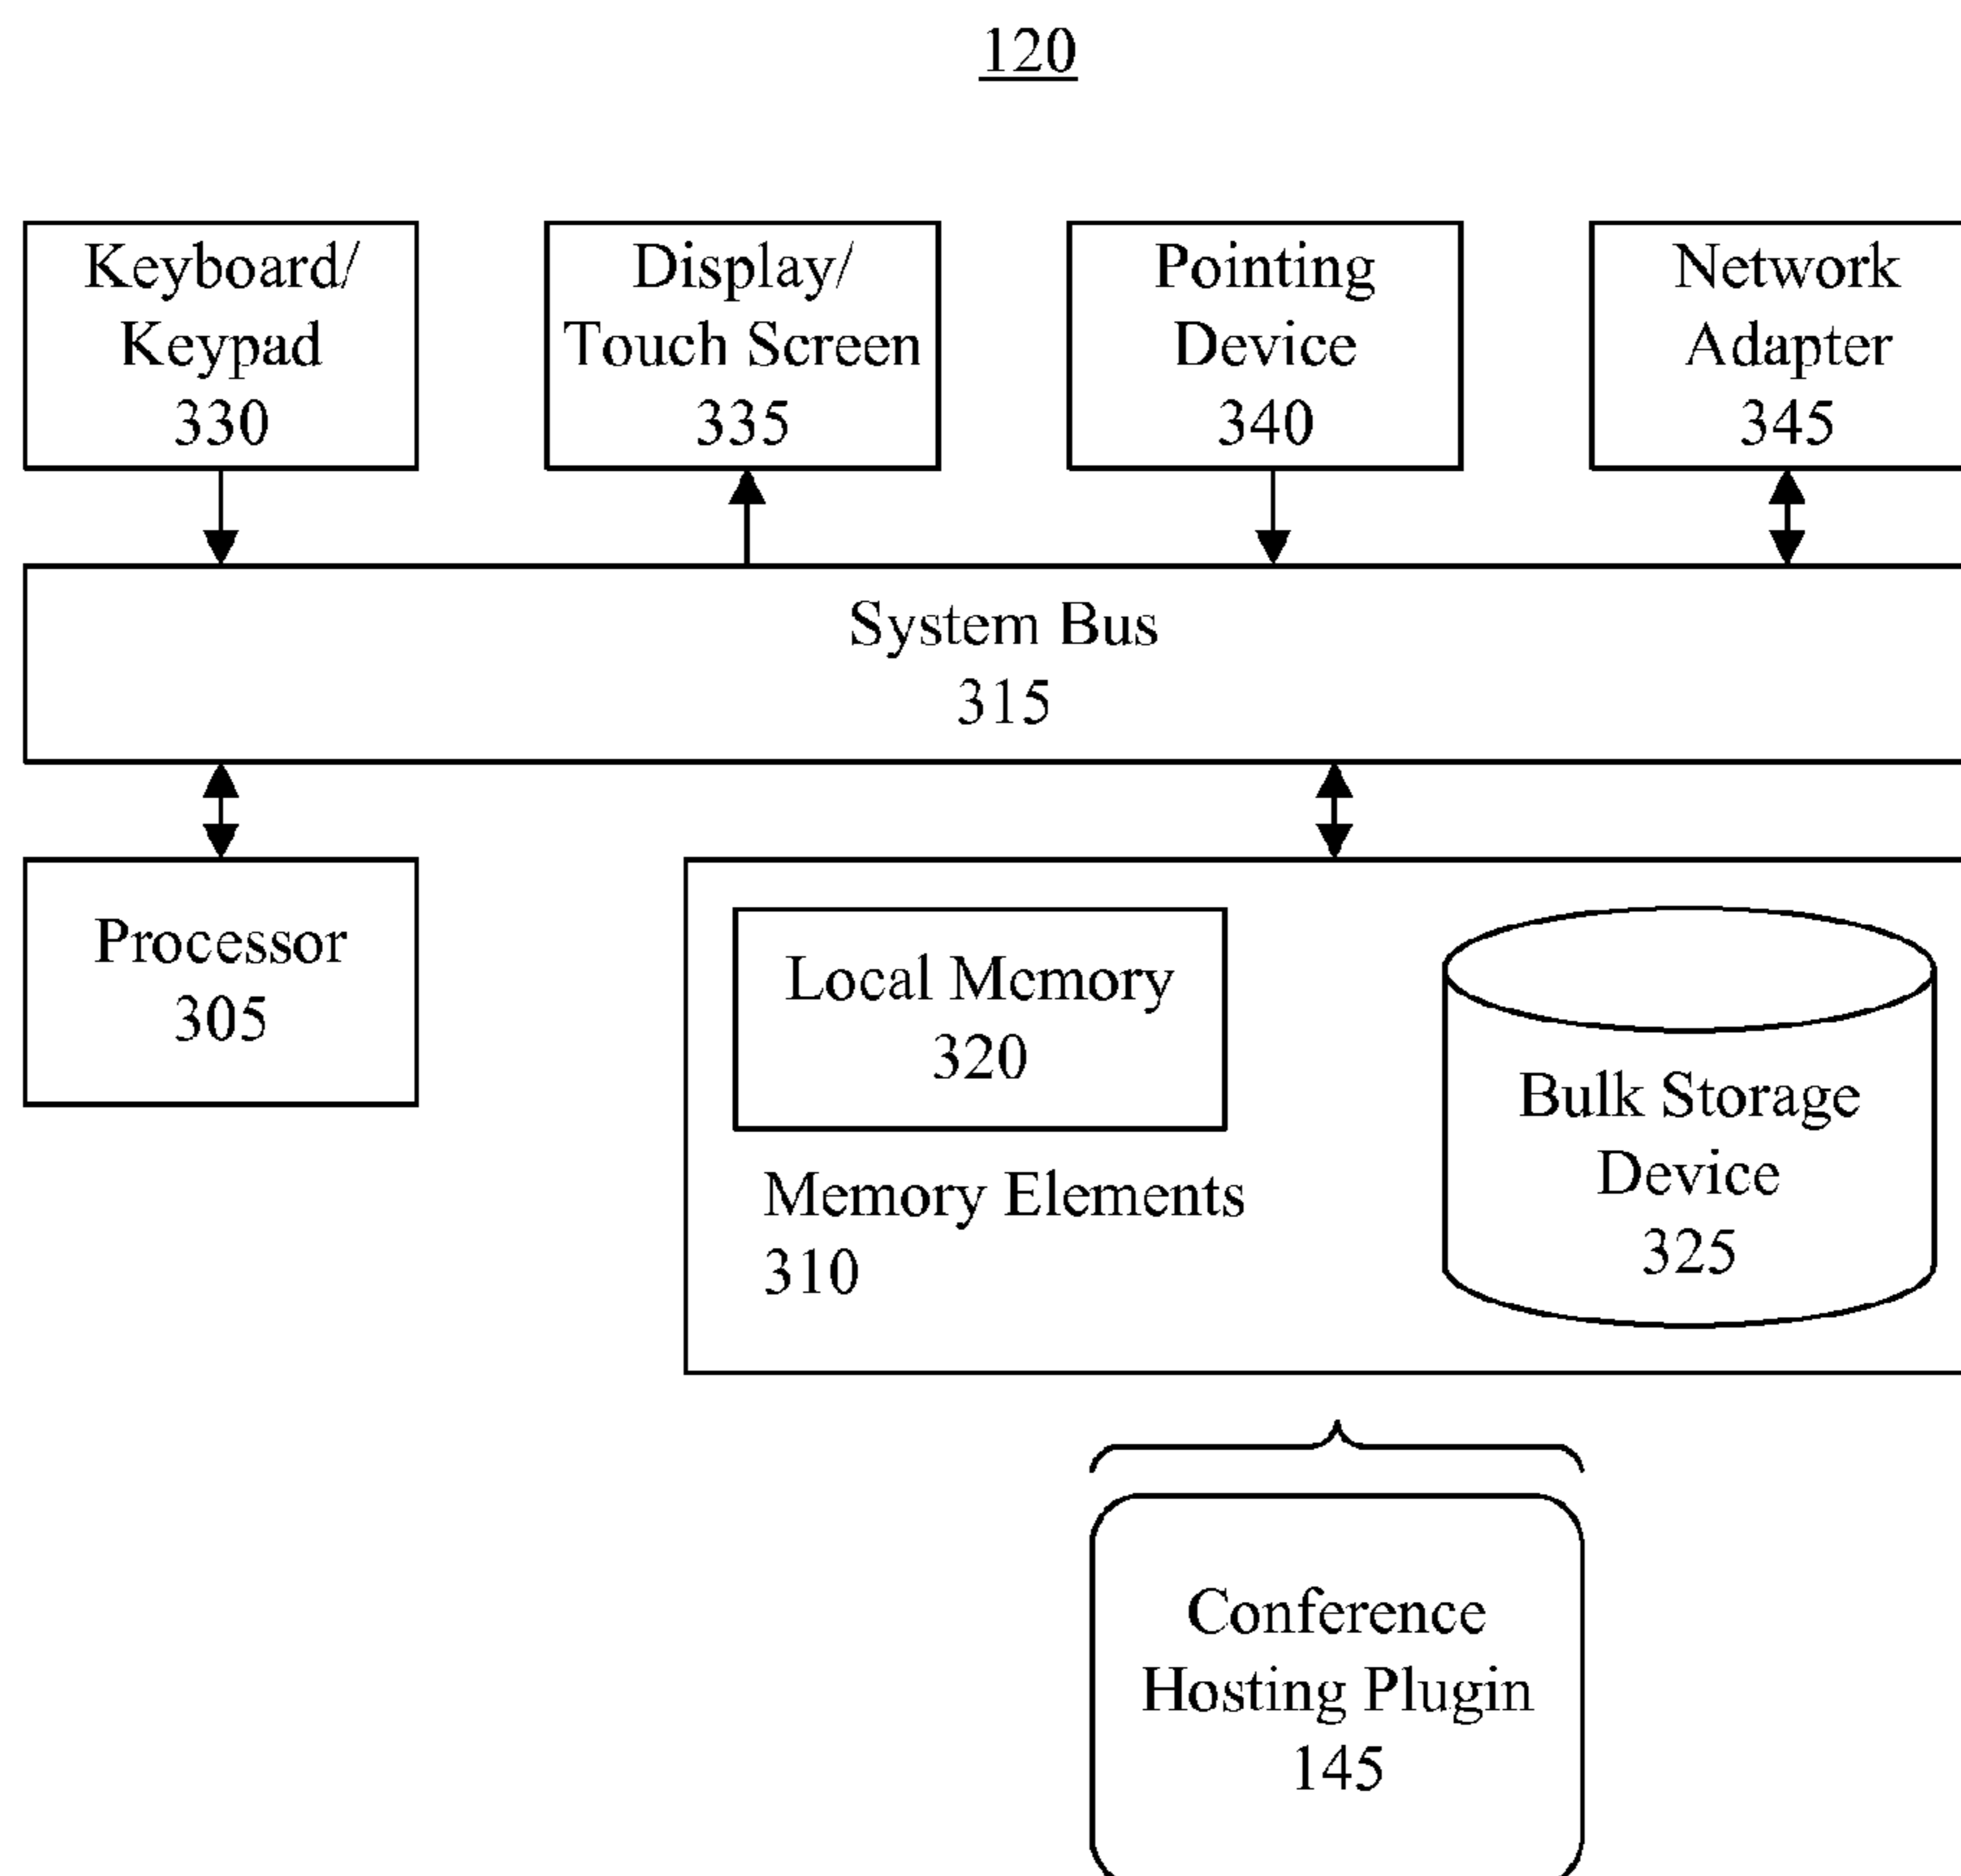 120
Keyboard/
Keypad
330
Display/
Touch Screen
335
Pointing
Device
340
Network
Adapter
345
System Bus
315
Processor
305
Local Memory
320
Memory Elements
310
Bulk Storage
Device
325
Conference
Hosting Plugin
145